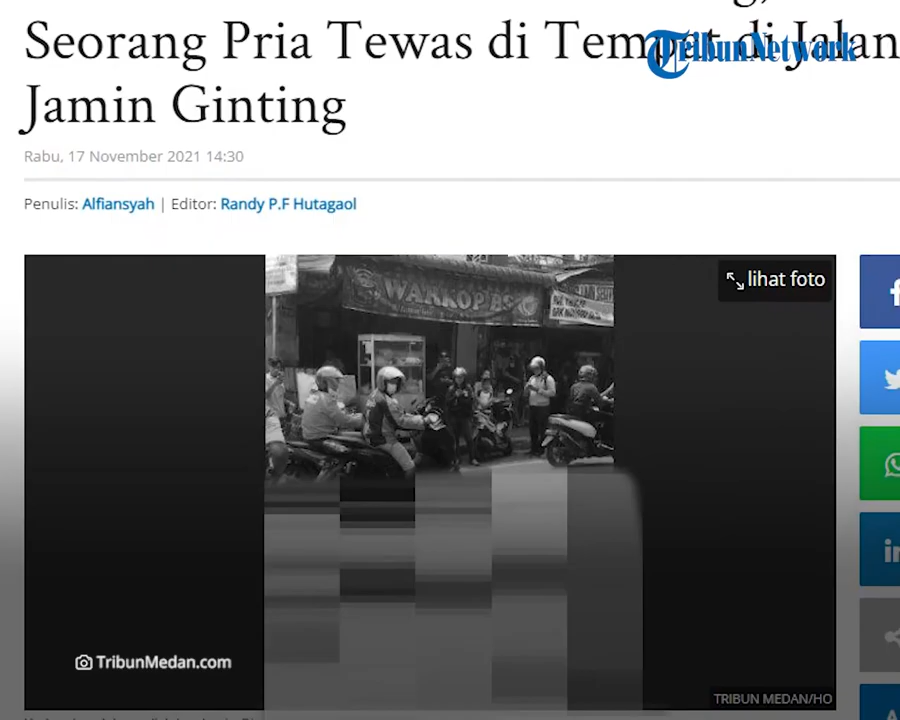 Seorang Pria Tewas di Tempat di Jalan
TribunNetwork
Jamin Ginting
Rabu, 17 November 2021 14:30
Penulis: Alfiansyah | Editor: Randy P.F Hutagaol
lihat foto
WARKOP
TribunMedan.com
TRIBUN MEDAN/HO